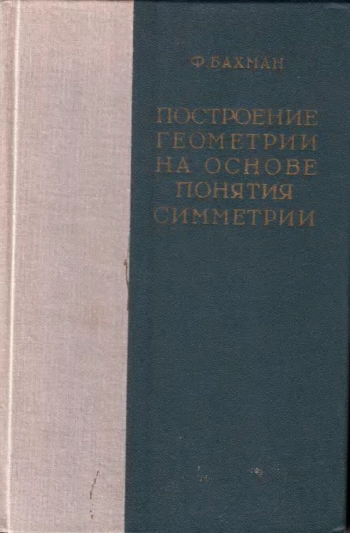 Ф. БАХМАН
ПОСТРОЕНИЕ
ГЕОМЕТРИИ
НА ОСНОВЕ
ПОНЯТИЯ
СИММЕТРИИ